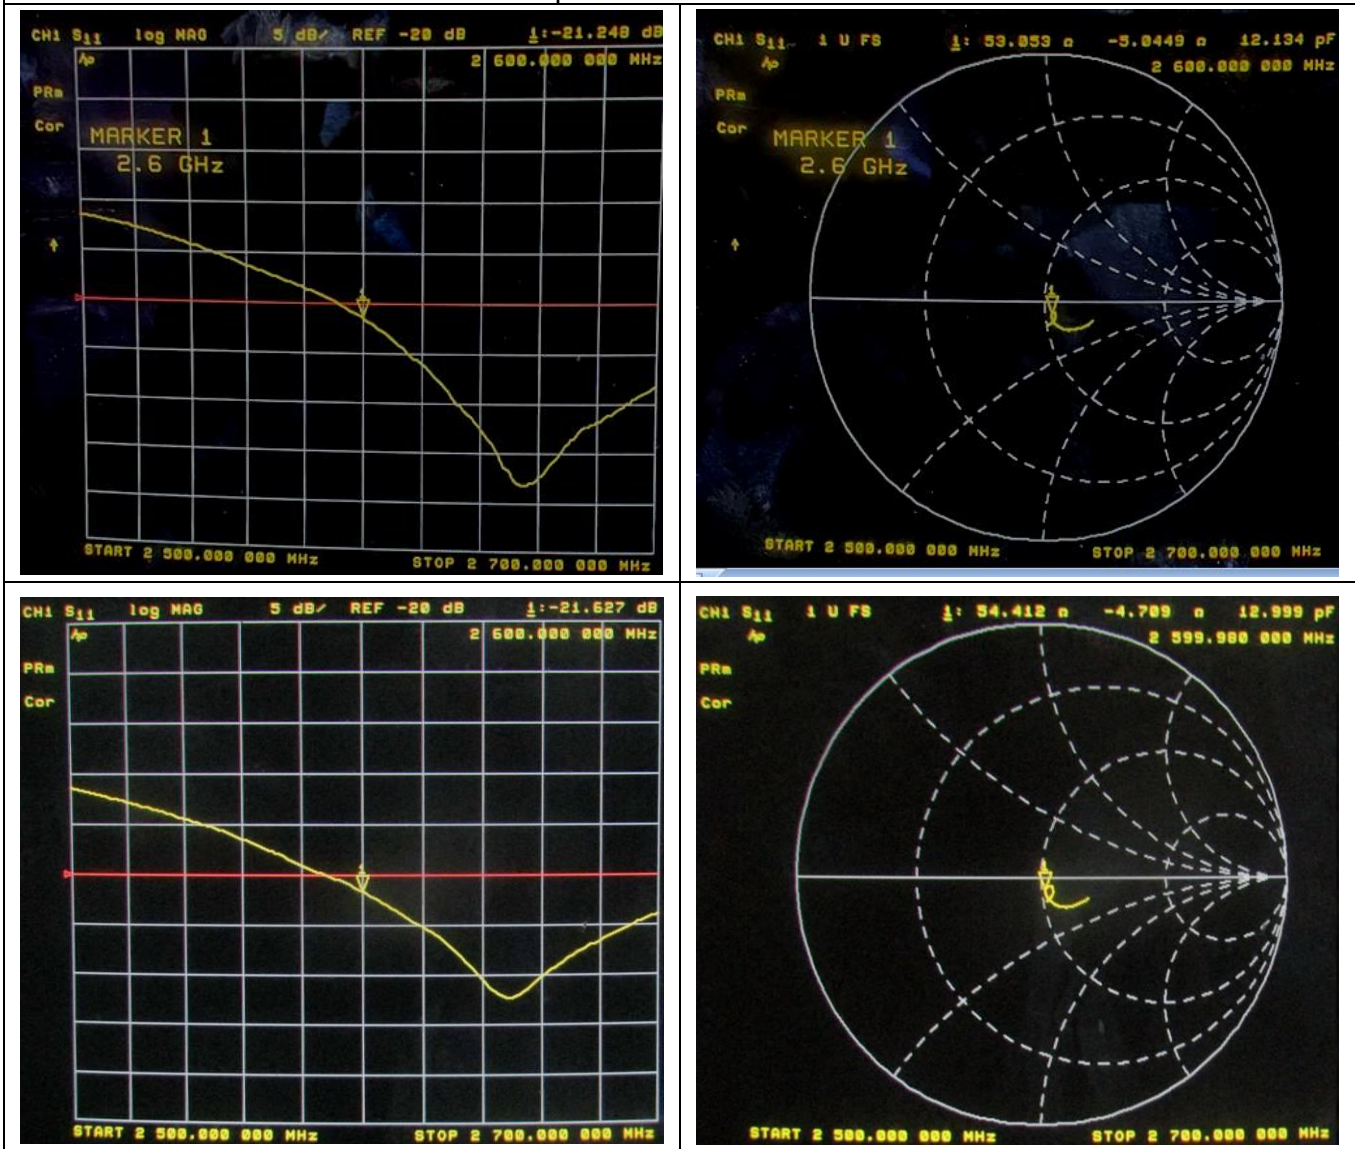 CH1 S11 log MAG 5 dB/ REF -20 dB 1:-21.248 dB
2 600.000 000 MHz
PRm
Cor
MARKER 1
2.6 GHz
1
START 2 500.000 000 MHz STOP 2 700.000 000 MHz
CH1 S11 1 U FS 1: 53.053 Ω -5.0449 Ω 12.134 pF
2 600.000 000 MHz
PRm
Cor
MARKER 1
2.6 GHz
1
START 2 500.000 000 MHz STOP 2 700.000 000 MHz
CH1 S11 log MAG 5 dB/ REF -20 dB 1:-21.627 dB
2 600.000 000 MHz
PRm
Cor
1
START 2 500.000 000 MHz STOP 2 700.000 000 MHz
CH1 S11 1 U FS 1: 54.412 Ω -4.709 Ω 12.999 pF
2 599.980 000 MHz
PRm
Cor
1
START 2 500.000 000 MHz STOP 2 700.000 000 MHz